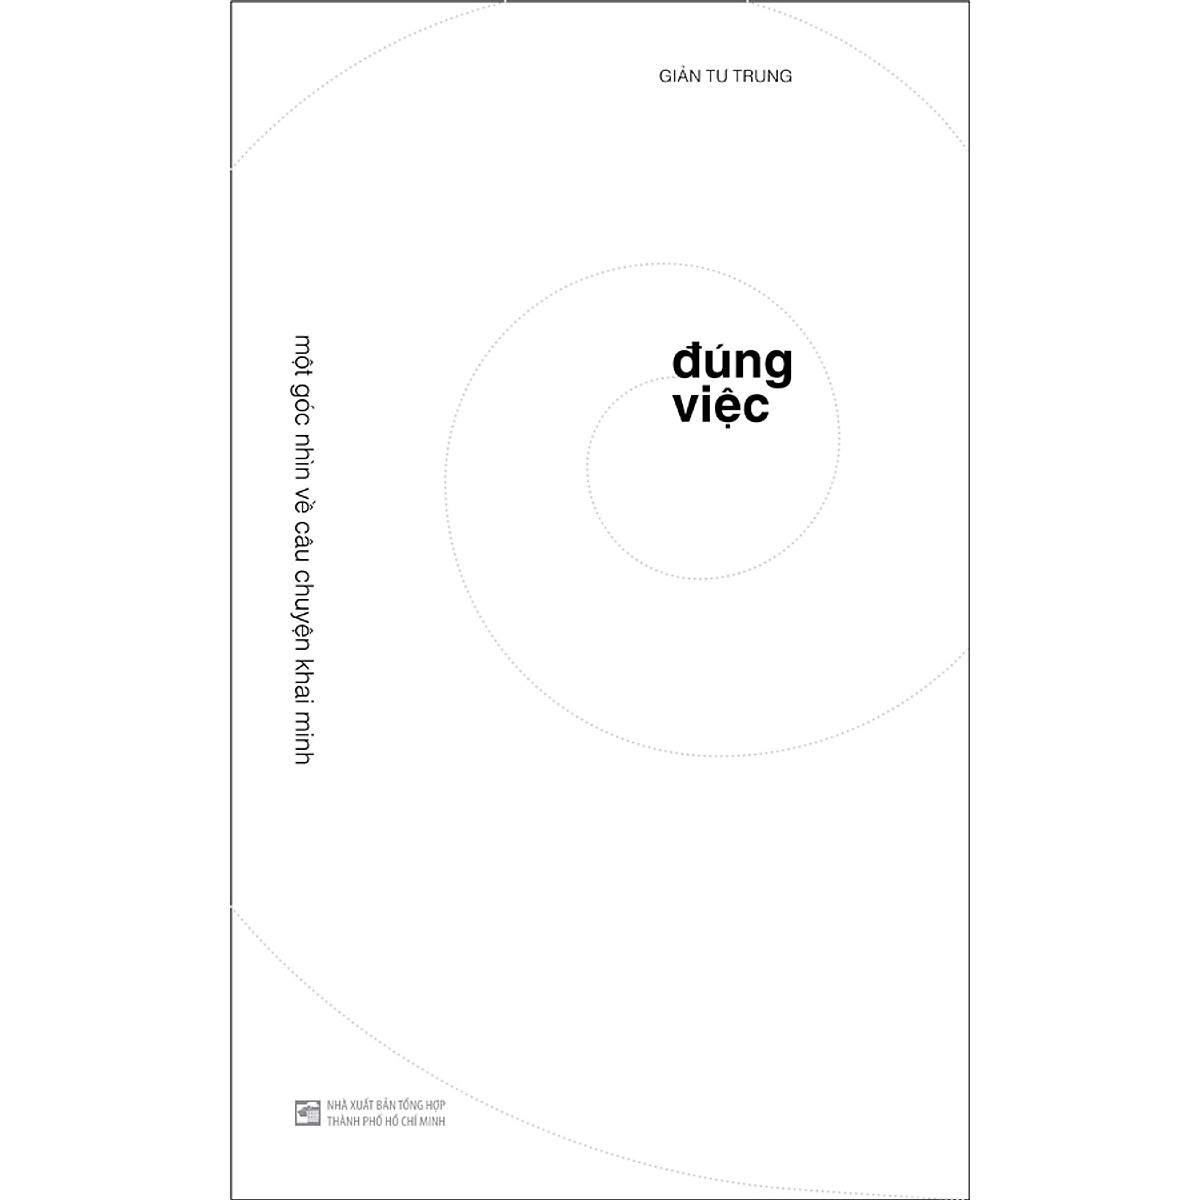 GIẢN TƯ TRUNG
đúng
việc
một góc nhìn về câu chuyện khai minh
NHÀ XUẤT BẢN TỔNG HỢP
THÀNH PHỐ HỒ CHÍ MINH